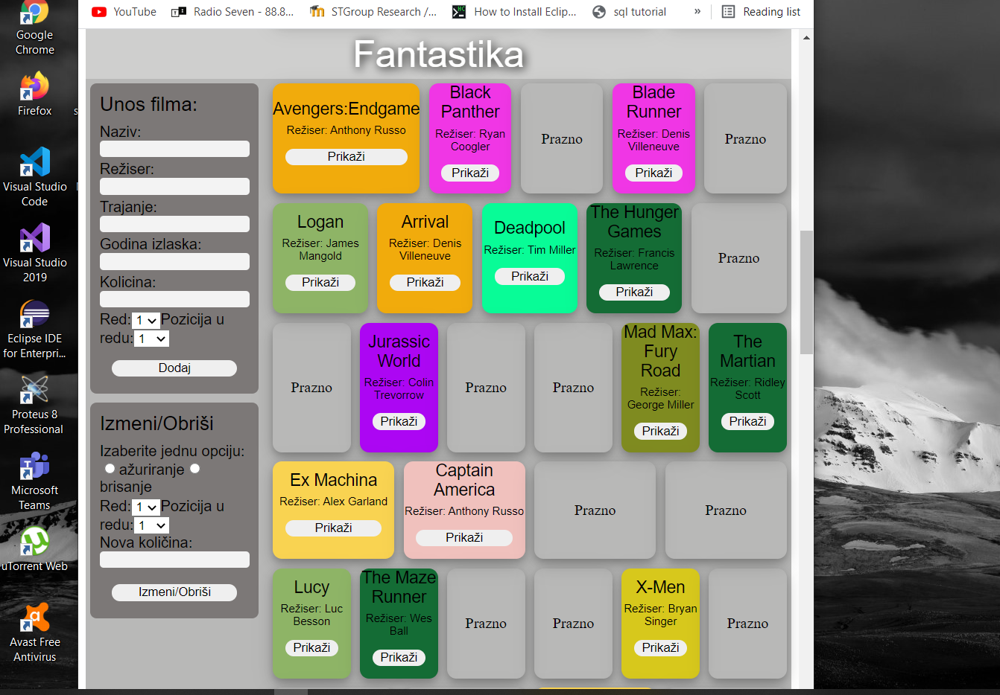 YouTube
Radio Seven - 88.8...
STGroup Research /...
How to Install Eclip...
sql tutorial
»
Reading list
Google
Chrome
Firefox
Visual Studio
Code
Visual Studio
2019
Eclipse IDE
for Enterpri...
Proteus 8
Professional
Microsoft
Teams
uTorrent Web
Avast Free
Antivirus
Fantastika
Unos filma:
Naziv:
Režiser:
Trajanje:
Godina izlaska:
Kolicina:
Red: 1 Pozicija u
redu: 1
Dodaj
Izmeni/Obriši
Izaberite jednu opciju:
ažuriranje
brisanje
Red: 1 Pozicija u
redu: 1
Nova količina:
Izmeni/Obriši
Avengers:Endgame
Režiser: Anthony Russo
Prikaži
Black
Panther
Režiser: Ryan
Coogler
Prikaži
Prazno
Blade
Runner
Režiser: Denis
Villeneuve
Prikaži
Prazno
Logan
Režiser: James
Mangold
Prikaži
Arrival
Režiser: Denis
Villeneuve
Prikaži
Deadpool
Režiser: Tim Miller
Prikaži
The Hunger
Games
Režiser: Francis
Lawrence
Prikaži
Prazno
Prazno
Jurassic
World
Režiser: Colin
Trevorrow
Prikaži
Prazno
Prazno
Mad Max:
Fury
Road
Režiser:
George Miller
Prikaži
The
Martian
Režiser: Ridley
Scott
Prikaži
Ex Machina
Režiser: Alex Garland
Prikaži
Captain
America
Režiser: Anthony Russo
Prikaži
Prazno
Prazno
Lucy
Režiser: Luc
Besson
Prikaži
The Maze
Runner
Režiser: Wes
Ball
Prikaži
Prazno
Prazno
X-Men
Režiser: Bryan
Singer
Prikaži
Prazno